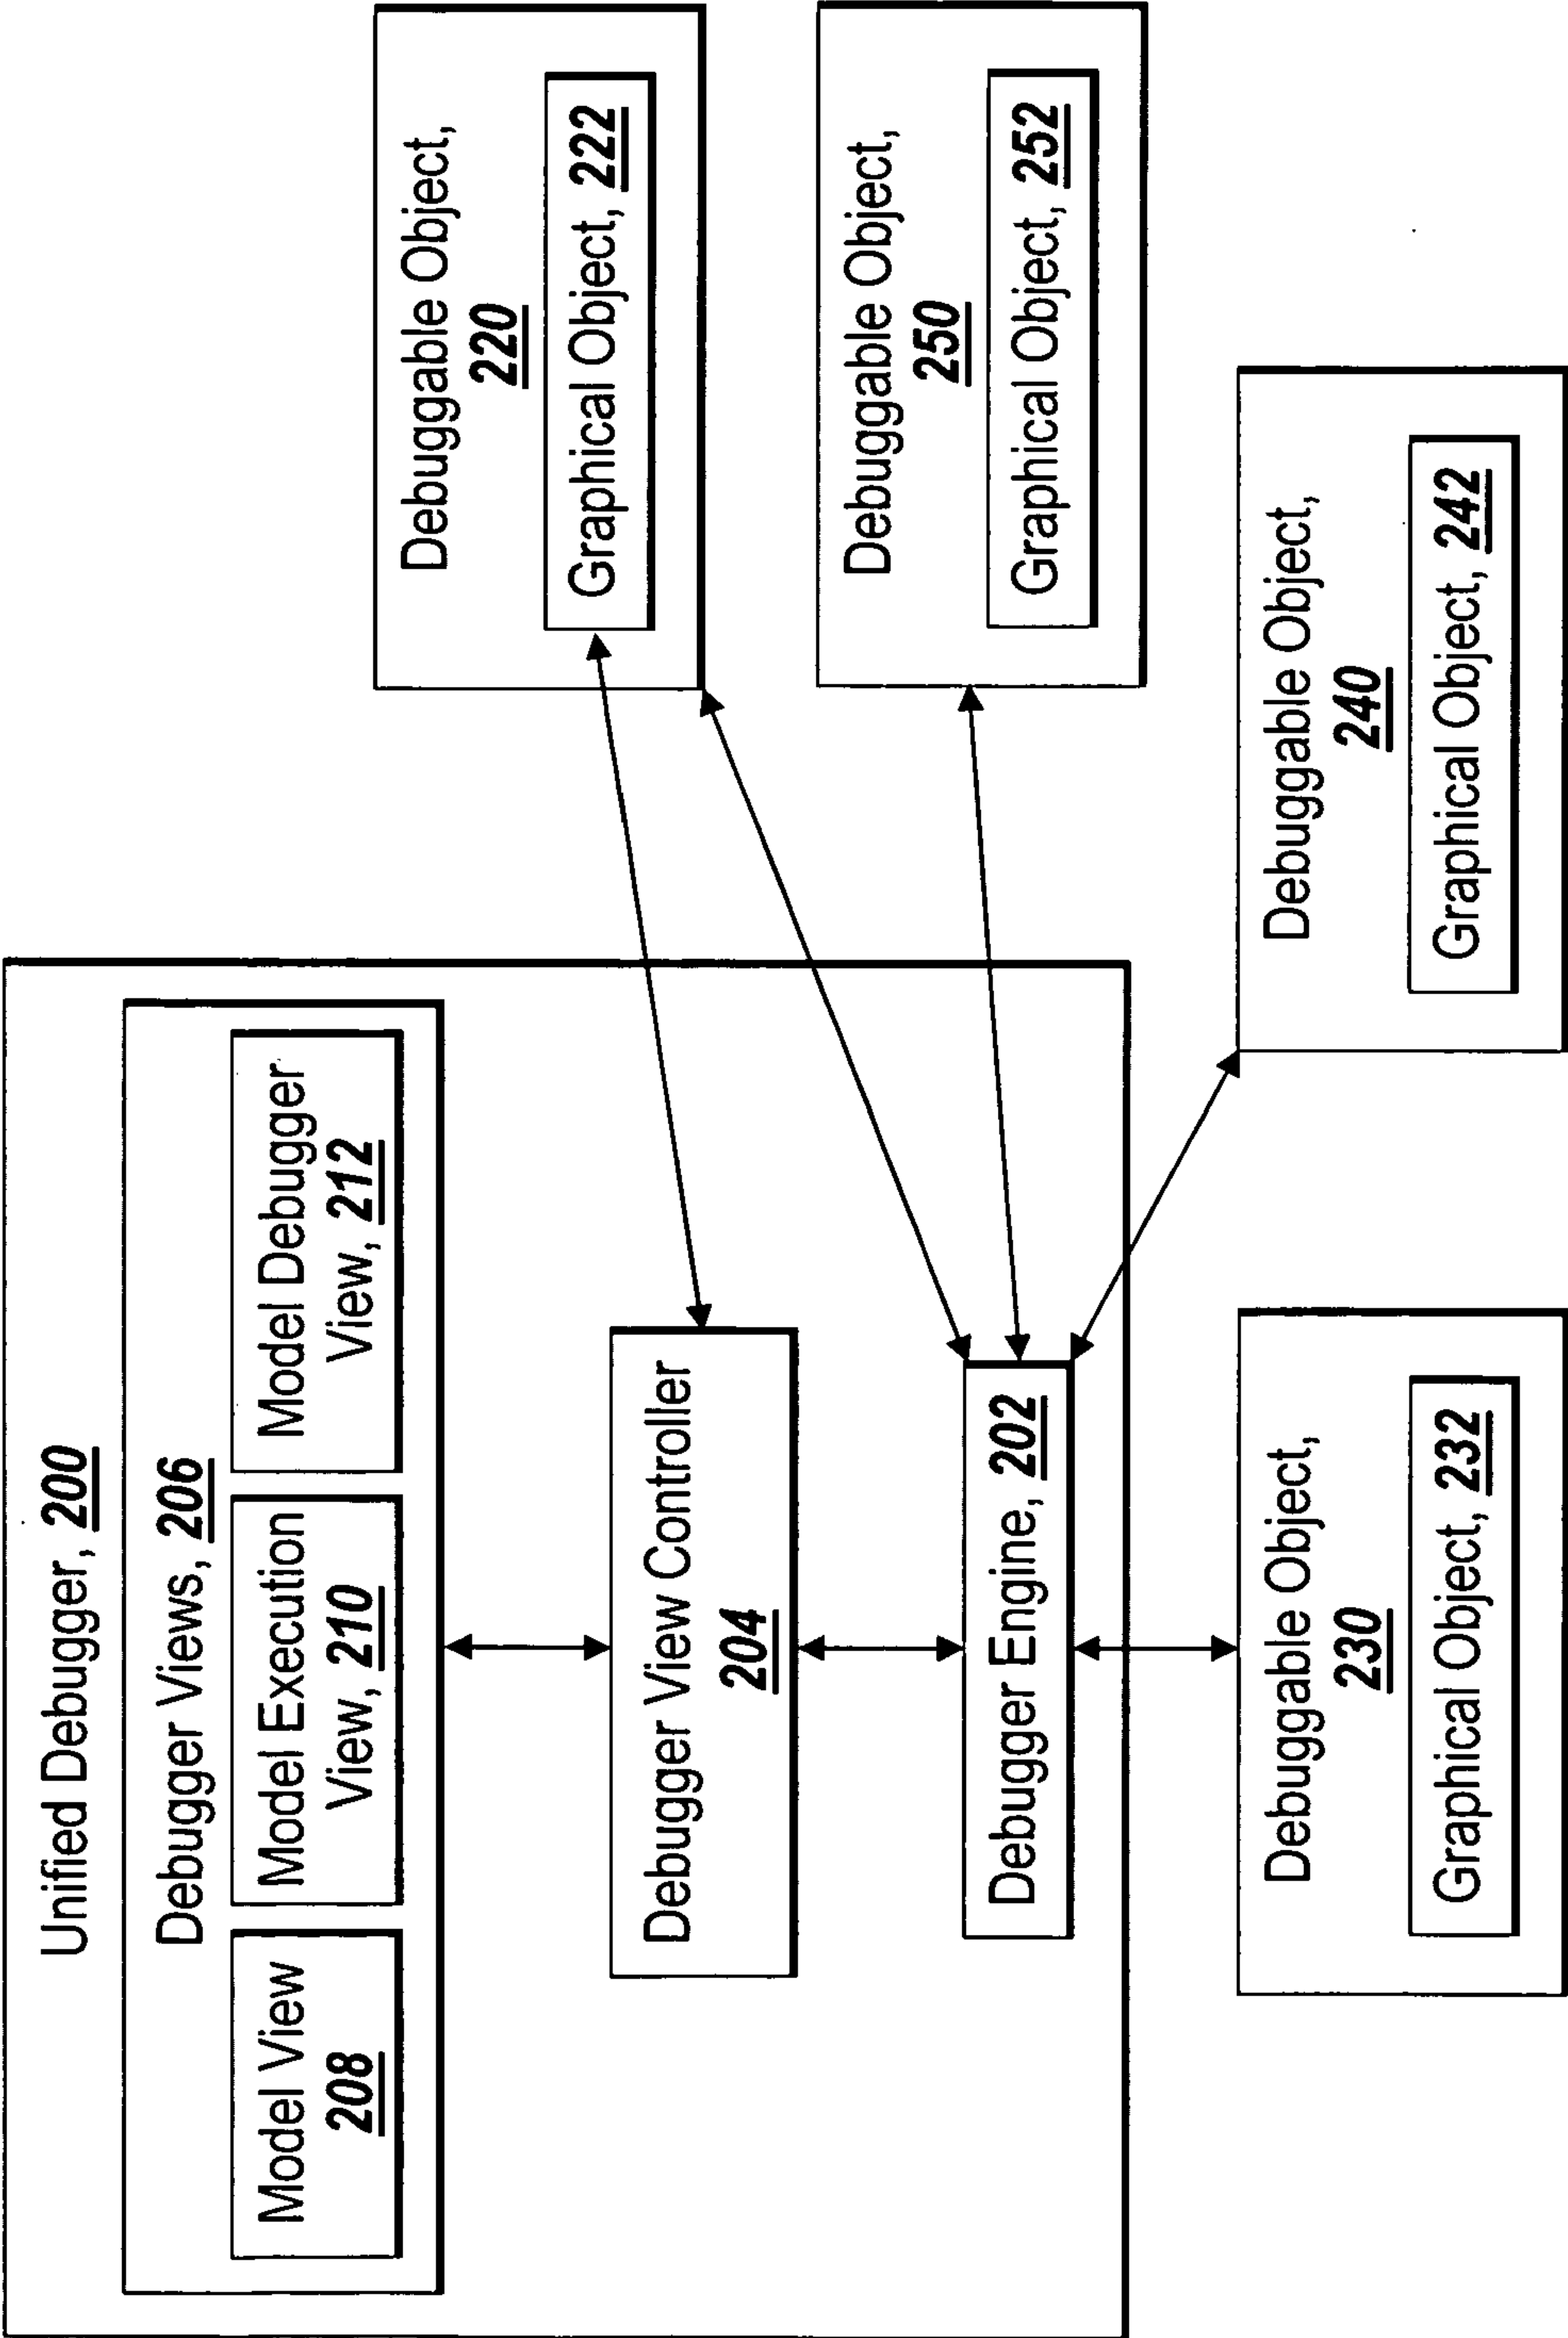 Unified Debugger, 200
Debugger Views, 206
Model View
208
Model Execution
View, 210
Model Debugger
View, 212
Debugger View Controller
204
Debugger Engine, 202
Debuggable Object,
220
Graphical Object, 222
Debuggable Object,
250
Graphical Object, 252
Debuggable Object,
230
Graphical Object, 232
Debuggable Object,
240
Graphical Object, 242